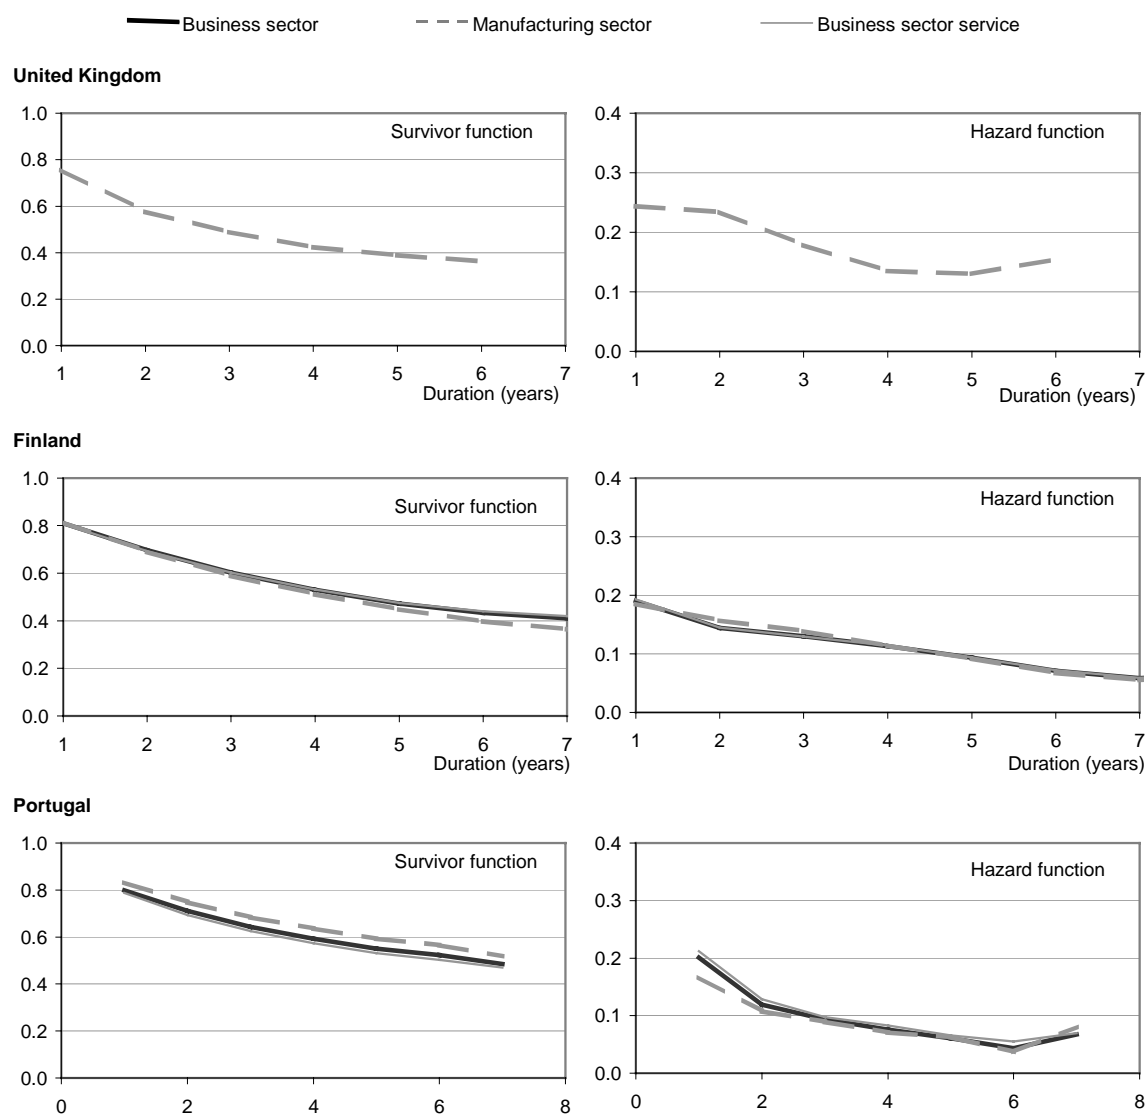 Business sector Manufacturing sector Business sector service
United Kingdom
Survivor function
1.0
0.8
0.6
0.4
0.2
0.0
1 2 3 4 5 6 7
Duration (years)
Hazard function
0.4
0.3
0.2
0.1
0.0
1 2 3 4 5 6 7
Duration (years)
Finland
Survivor function
1.0
0.8
0.6
0.4
0.2
0.0
1 2 3 4 5 6 7
Duration (years)
Hazard function
0.4
0.3
0.2
0.1
0.0
1 2 3 4 5 6 7
Duration (years)
Portugal
Survivor function
1.0
0.8
0.6
0.4
0.2
0.0
0 2 4 6 8
Hazard function
0.4
0.3
0.2
0.1
0.0
0 2 4 6 8